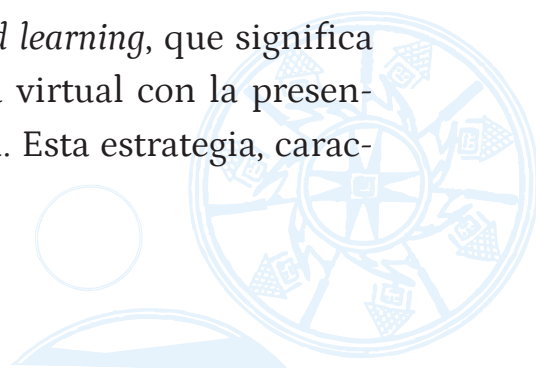 learning, que significa
virtual con la presen-
. Esta estrategia, carac-